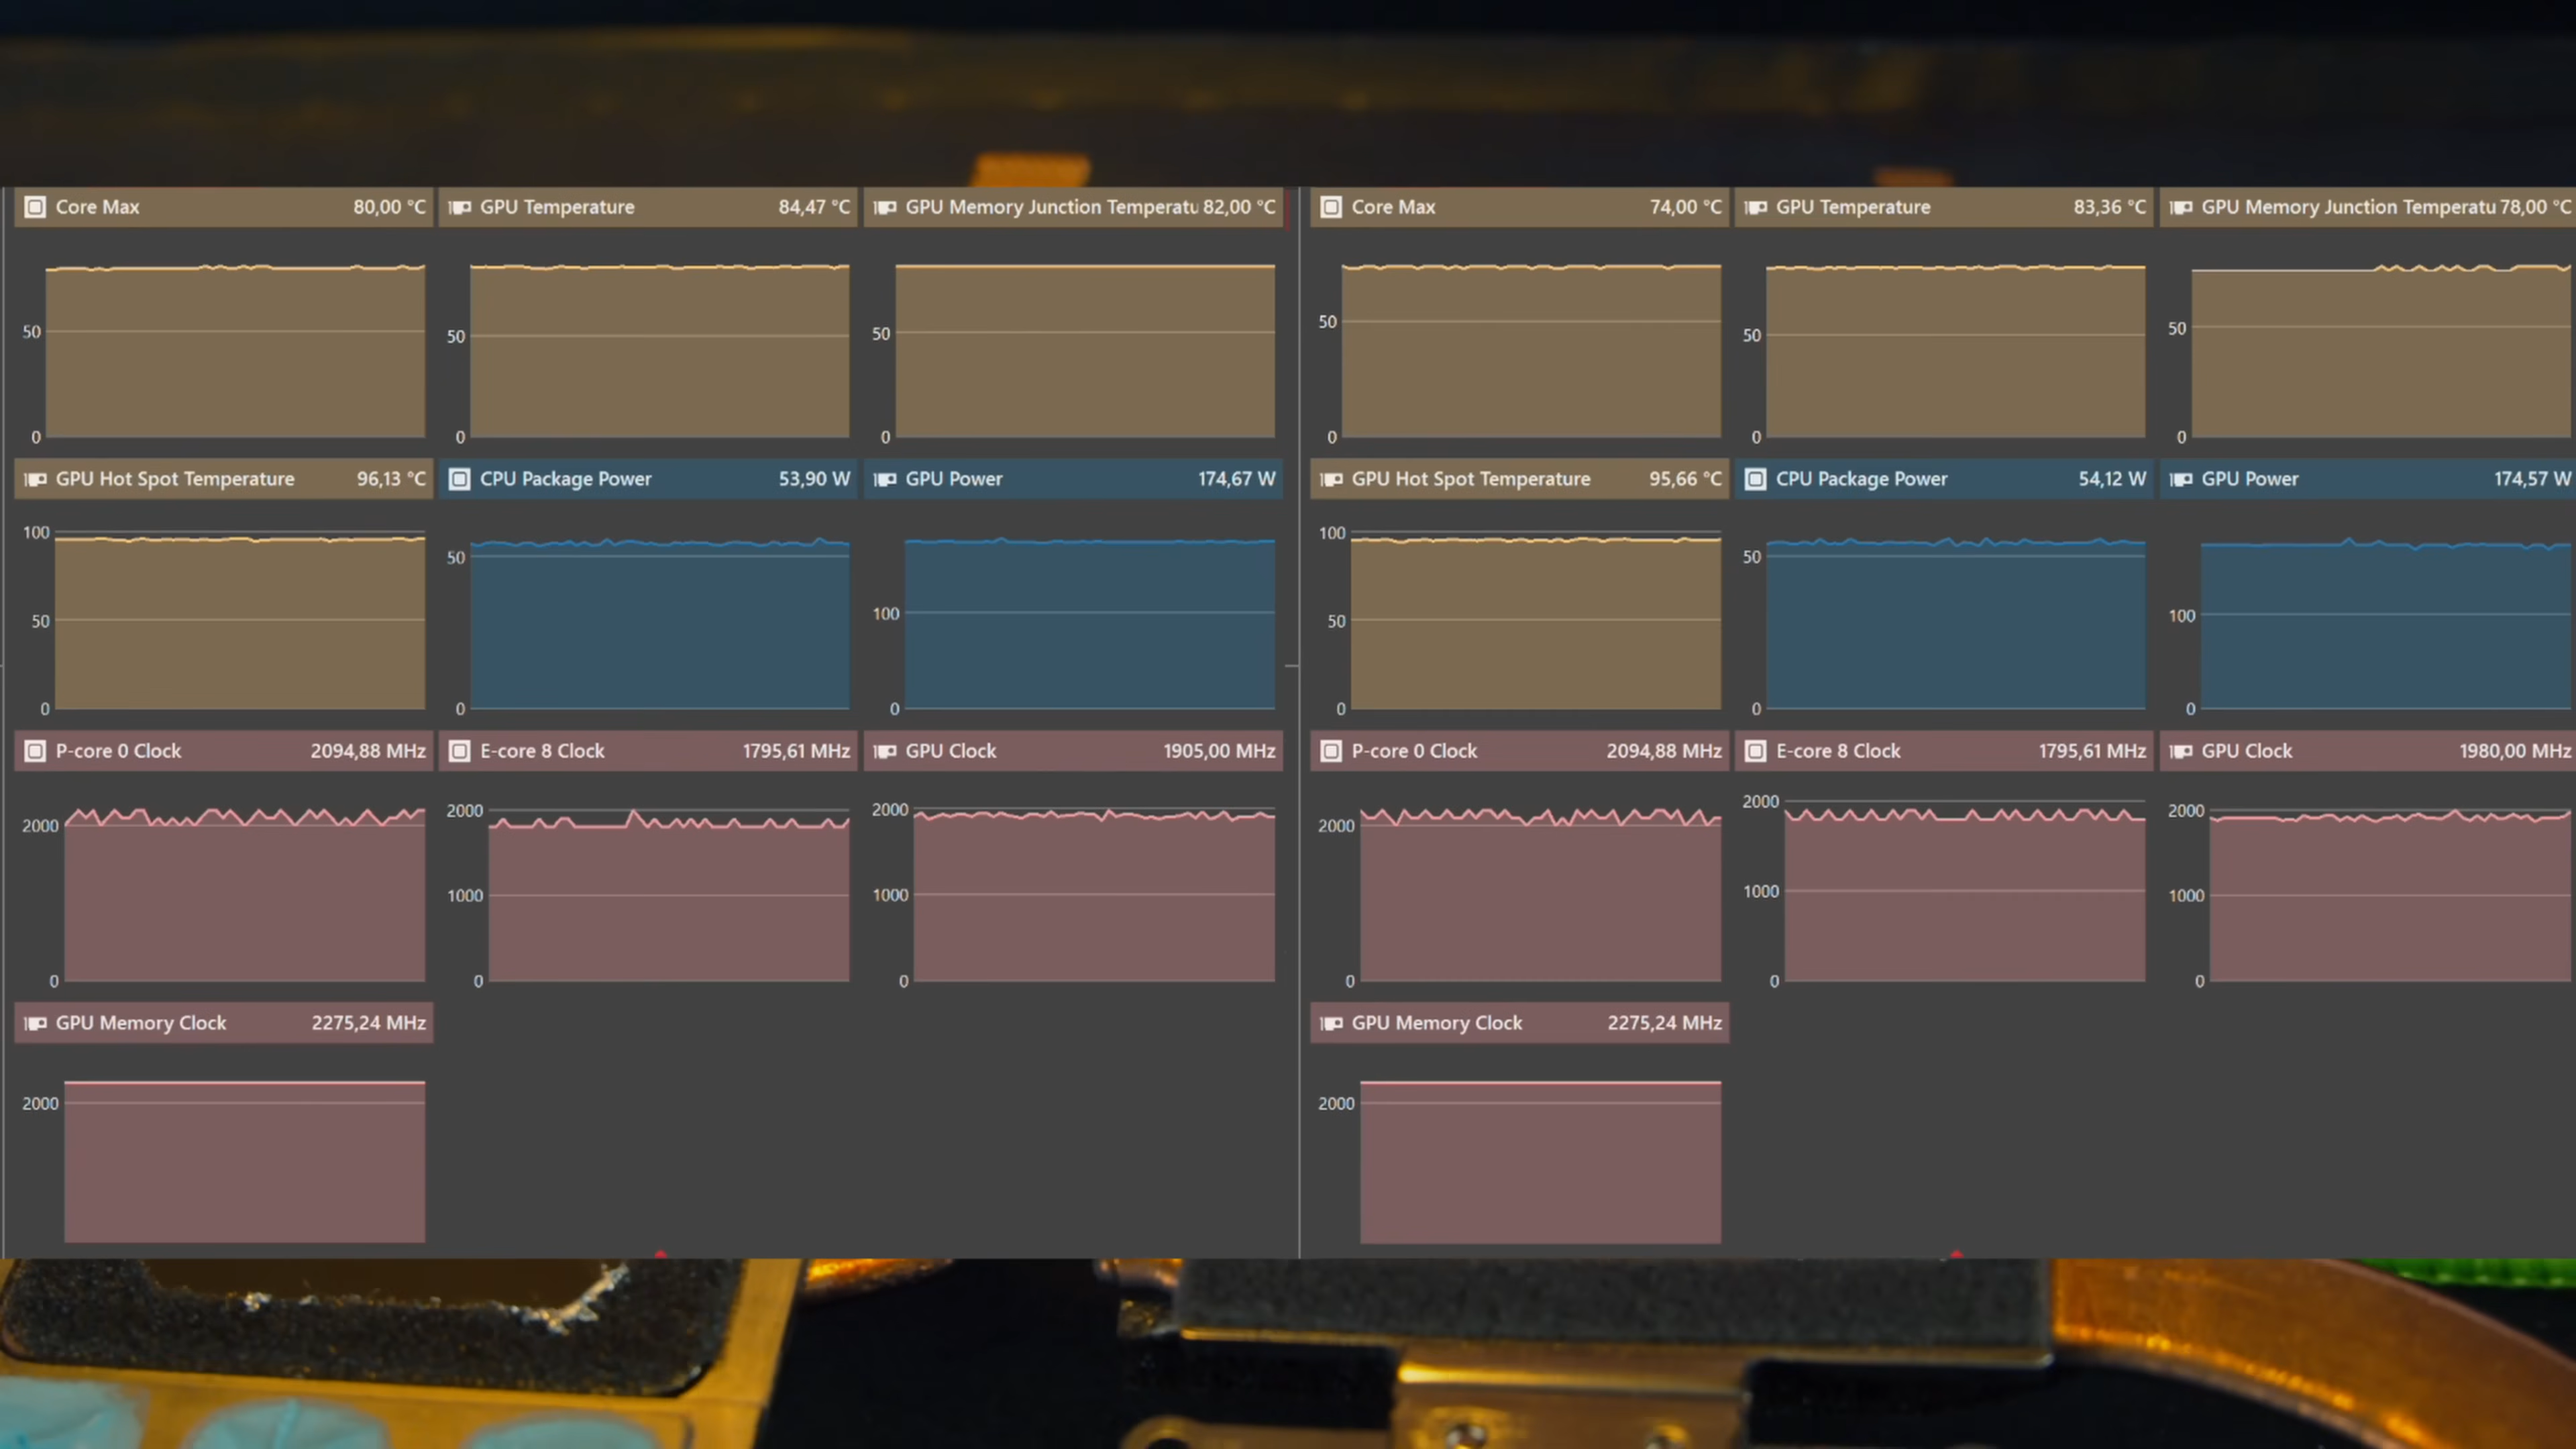 Core Max 80,00 °C
GPU Temperature 84,47 °C
GPU Memory Junction Temperatu 82,00 °C
50
0
50
0
50
0
GPU Hot Spot Temperature 96,13 °C
CPU Package Power 53,90 W
GPU Power 174,67 W
100
50
0
50
0
100
0
P-core 0 Clock 2094,88 MHz
E-core 8 Clock 1795,61 MHz
GPU Clock 1905,00 MHz
2000
0
2000
1000
0
2000
1000
0
GPU Memory Clock 2275,24 MHz
2000
Core Max 74,00 °C
GPU Temperature 83,36 °C
GPU Memory Junction Temperatu 78,00 °C
50
0
50
0
50
0
GPU Hot Spot Temperature 95,66 °C
CPU Package Power 54,12 W
GPU Power 174,57 W
100
50
0
50
0
100
0
P-core 0 Clock 2094,88 MHz
E-core 8 Clock 1795,61 MHz
GPU Clock 1980,00 MHz
2000
0
2000
1000
0
2000
1000
0
GPU Memory Clock 2275,24 MHz
2000